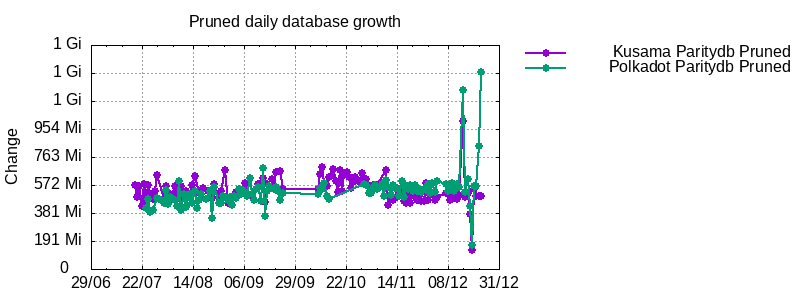 Pruned daily database growth
Kusama Paritydb Pruned
Polkadot Paritydb Pruned
Change
1 Gi
1 Gi
1 Gi
954 Mi
763 Mi
572 Mi
381 Mi
191 Mi
0
29/06 22/07 14/08 06/09 29/09 22/10 14/11 08/12 31/12